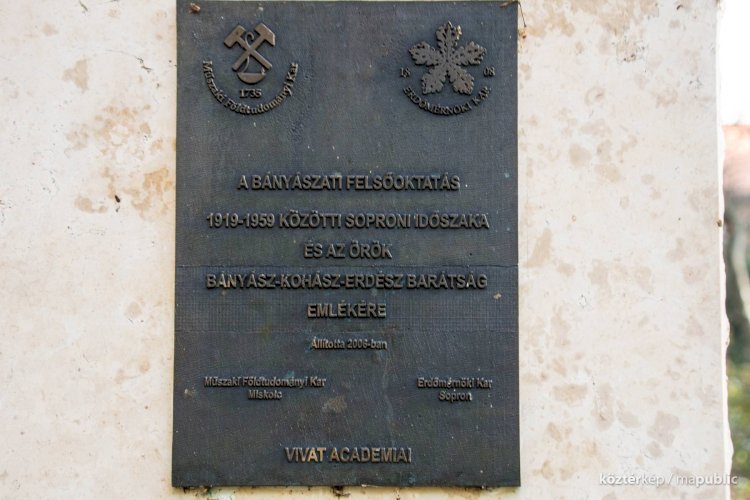 1735
Műszaki Földtudományi Kar
18 08
ERDŐMÉRNÖKI KAR
A BÁNYÁSZATI FELSŐOKTATÁS
1919-1959 KÖZÖTTI SOPRONI IDŐSZAKA
ÉS AZ ÖRÖK
BÁNYÁSZ-KOHÁSZ-ERDÉSZ BARÁTSÁG
EMLÉKÉRE
Állította 2006-ban
Műszaki Földtudományi Kar
Miskolc
Erdőmérnöki Kar
Sopron
VIVAT ACADEMIA!
köztérkép / mapublic